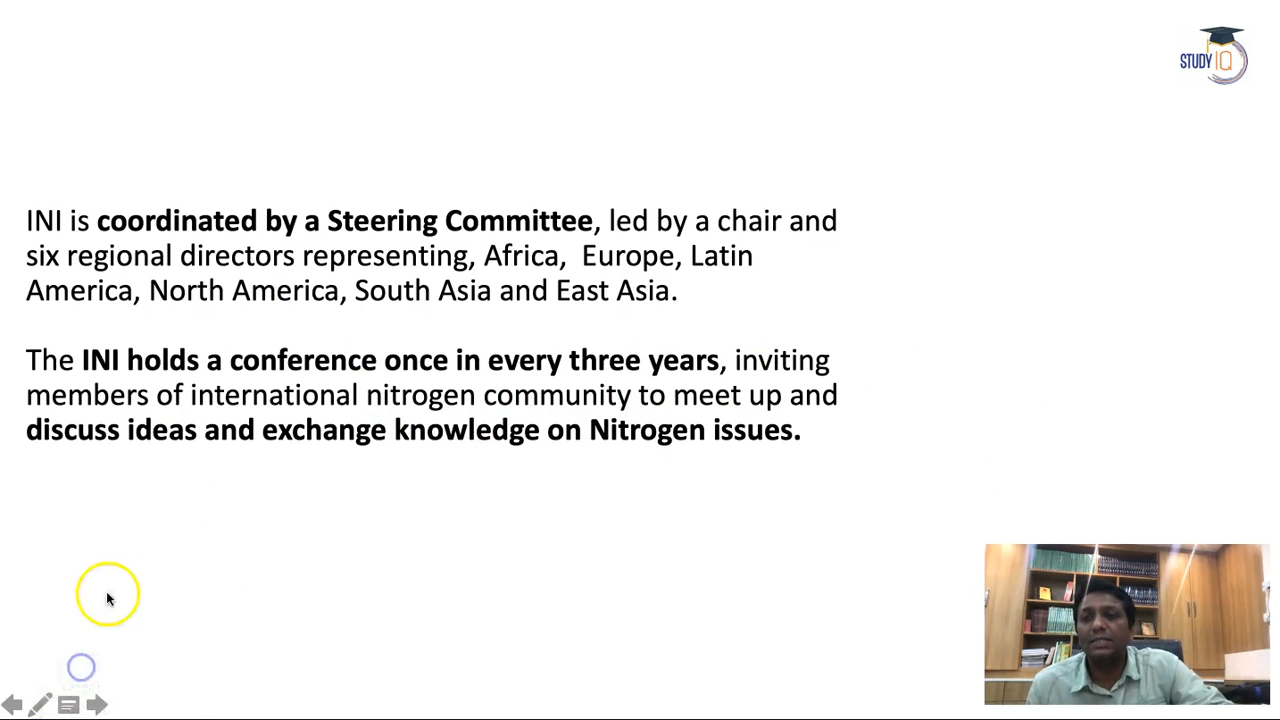 STUDY IQ
INI is coordinated by a Steering Committee, led by a chair and
six regional directors representing, Africa,  Europe, Latin
America, North America, South Asia and East Asia.
The INI holds a conference once in every three years, inviting
members of international nitrogen community to meet up and
discuss ideas and exchange knowledge on Nitrogen issues.